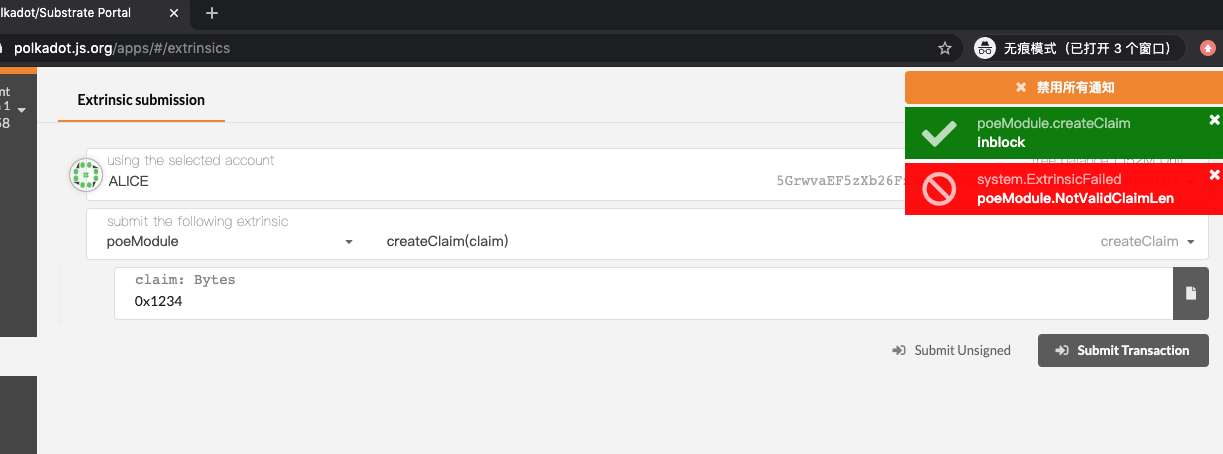 lkadot/Substrate Portal
polkadot.js.org/apps/#/extrinsics
无痕模式（已打开 3 个窗口）
nt
1
58
Extrinsic submission
禁用所有通知
poeModule.createClaim
inblock
system.ExtrinsicFailed
poeModule.NotValidClaimLen
using the selected account
free balance
ALICE
5GrwvaEF5zXb26F
submit the following extrinsic
poeModule
createClaim(claim)
createClaim
claim: Bytes
0x1234
Submit Unsigned
Submit Transaction